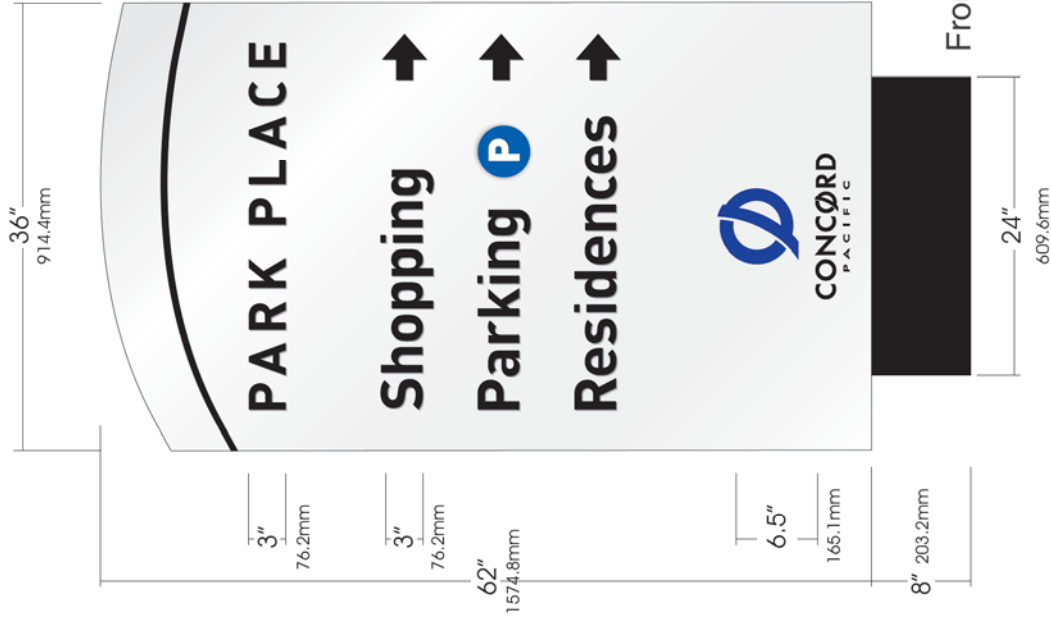 36"
914.4mm
PARK PLACE
3"
76.2mm
Shopping
3"
76.2mm
Parking P
Residences
62"
1574.8mm
CONCORD
PACIFIC
6.5"
165.1mm
8" 203.2mm
24"
609.6mm
Fro